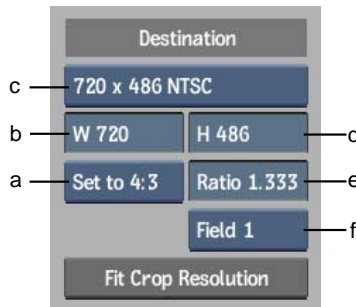 Destination
c 720 x 486 NTSC
b W 720 H 486 d
a Set to 4:3 Ratio 1.333 e
Field 1 f
Fit Crop Resolution